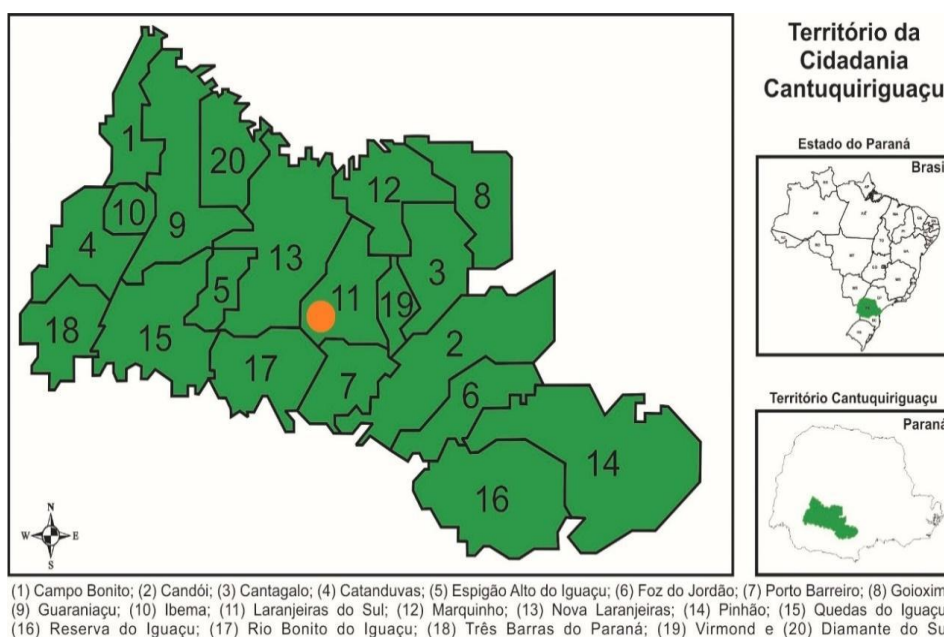 Território da
Cidadania
Cantuquiriguaçu
Estado do Paraná
Brasi
1
20
12
8
10
9
4
13
3
5
11
19
18
15
2
17
7
6
14
16
N
W E
S
Território Cantuquiriguaçu
Paraná
(1) Campo Bonito; (2) Candói; (3) Cantagalo; (4) Catanduvas; (5) Espigão Alto do Iguaçu; (6) Foz do Jordão; (7) Porto Barreiro; (8) Goioxim
(9) Guaraniaçu; (10) Ibema; (11) Laranjeiras do Sul; (12) Marquinho; (13) Nova Laranjeiras; (14) Pinhão; (15) Quedas do Iguaçu
(16) Reserva do Iguaçu; (17) Rio Bonito do Iguaçu; (18) Três Barras do Paraná; (19) Virmond e (20) Diamante do Su